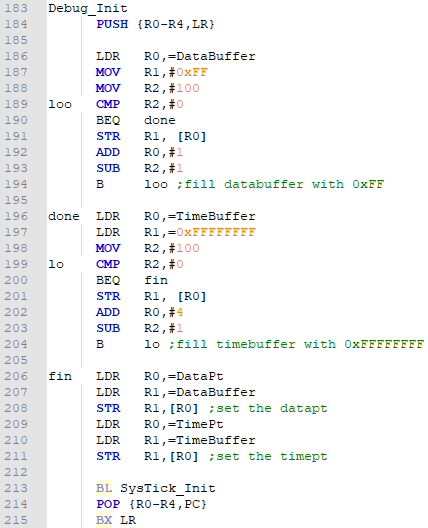 183 Debug_Init
184 PUSH {R0-R4,LR}
185
186 LDR R0,=DataBuffer
187 MOV R1,#0xFF
188 MOV R2,#100
189 loo CMP R2,#0
190 BEQ done
191 STR R1, [R0]
192 ADD R0,#1
193 SUB R2,#1
194 B loo ;fill databuffer with 0xFF
195
196 done LDR R0,=TimeBuffer
197 LDR R1,=0xFFFFFFFF
198 MOV R2,#100
199 lo CMP R2,#0
200 BEQ fin
201 STR R1, [R0]
202 ADD R0,#4
203 SUB R2,#1
204 B lo ;fill timebuffer with 0xFFFFFFFF
205
206 fin LDR R0,=DataPt
207 LDR R1,=DataBuffer
208 STR R1,[R0] ;set the datapt
209 LDR R0,=TimePt
210 LDR R1,=TimeBuffer
211 STR R1,[R0] ;set the timept
212
213 BL SysTick_Init
214 POP {R0-R4,PC}
215 BX LR